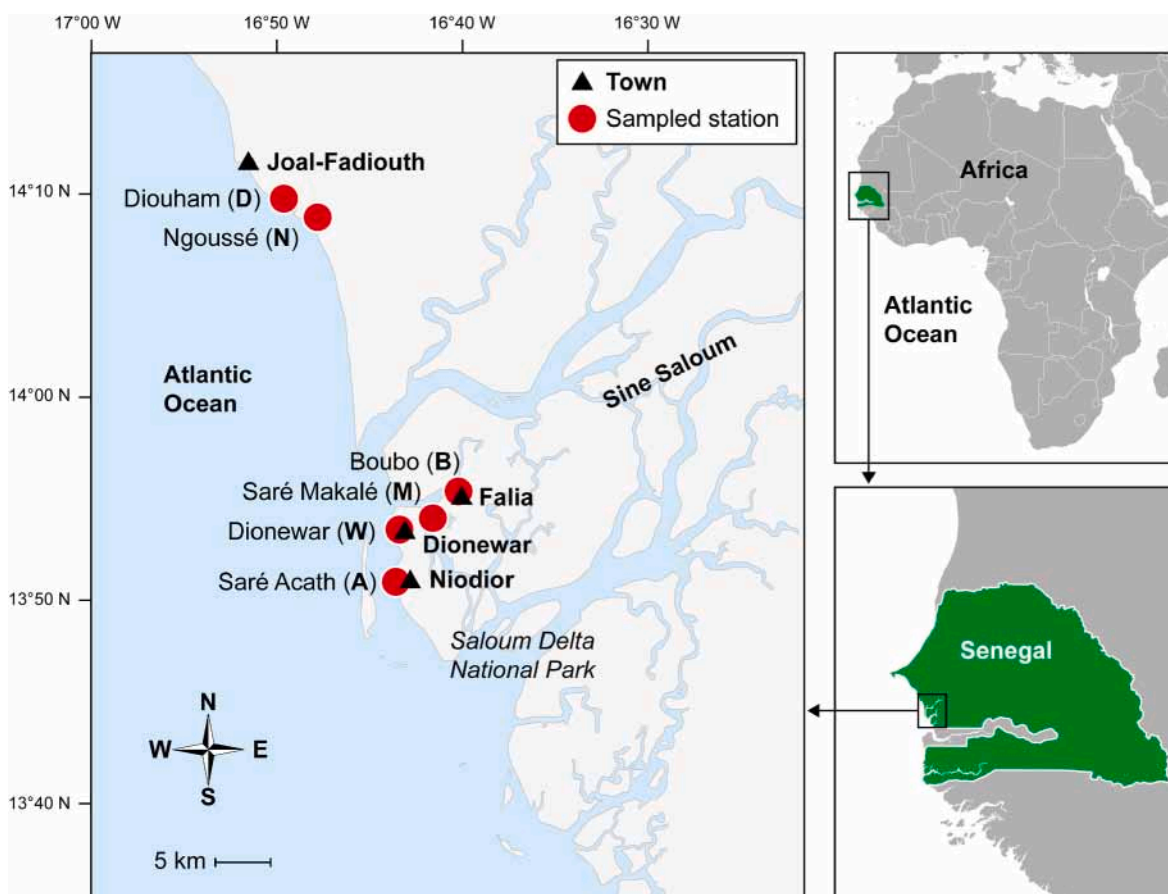 17°00 W
16°50 W
16°40 W
16°30 W
Town
Sampled station
Joal-Fadiouth
14°10 N
Diouham (D)
Ngoussé (N)
Atlantic
Ocean
14°00 N
Sine Saloum
Boubo (B)
Saré Makalé (M)
Falia
Dionewar (W)
Dionewar
Saré Acath (A)
Niodior
13°50 N
Saloum Delta
National Park
N
W
E
S
13°40 N
5 km
Africa
Atlantic
Ocean
Senegal